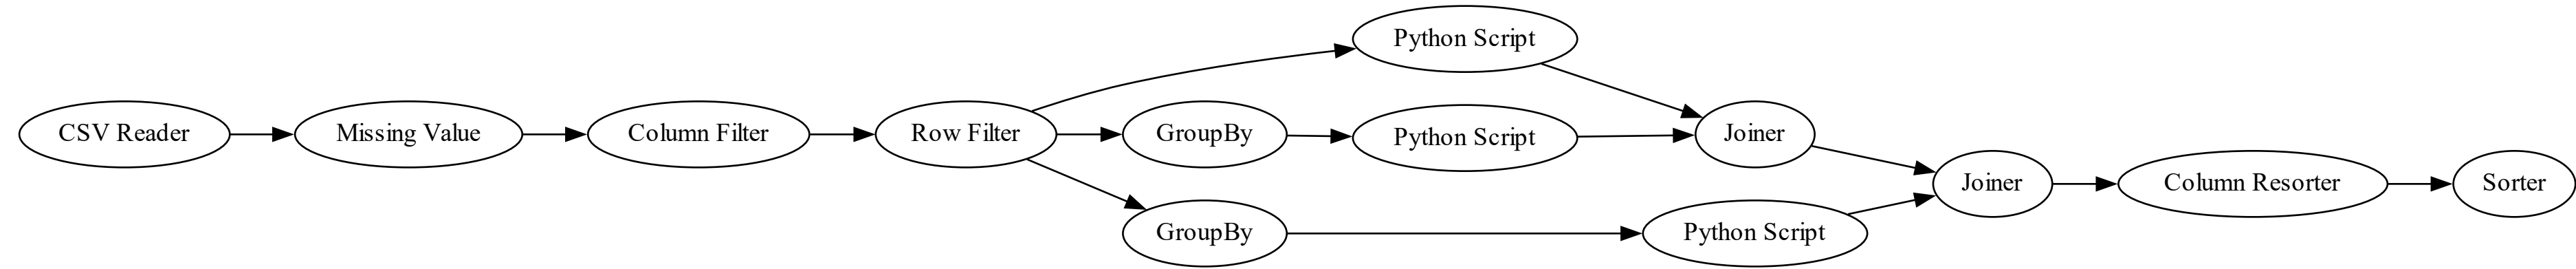 CSV Reader
Missing Value
Column Filter
Row Filter
Python Script
GroupBy
Python Script
GroupBy
Python Script
Joiner
Joiner
Column Resorter
Sorter